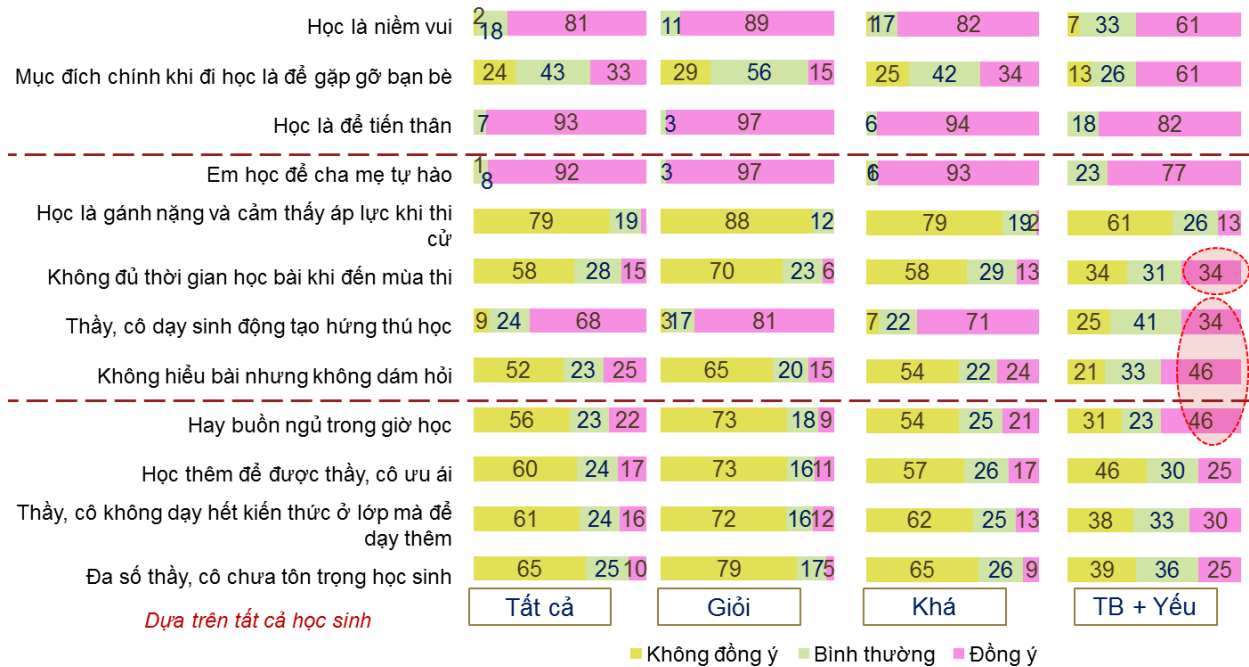 Học là niềm vui 2 18 81 11 89 1 17 82 7 33 61
Mục đích chính khi đi học là để gặp gỡ bạn bè 24 43 33 29 56 15 25 42 34 13 26 61
Học là để tiến thân 7 93 3 97 6 94 18 82
Em học để cha mẹ tự hào 1 8 92 3 97 6 93 23 77
Học là gánh nặng và cảm thấy áp lực khi thi
cử 79 19 88 12 79 19 2 61 26 13
Không đủ thời gian học bài khi đến mùa thi 58 28 15 70 23 6 58 29 13 34 31 34
Thầy, cô dạy sinh động tạo hứng thú học 9 24 68 3 17 81 7 22 71 25 41 34
Không hiểu bài nhưng không dám hỏi 52 23 25 65 20 15 54 22 24 21 33 46
Hay buồn ngủ trong giờ học 56 23 22 73 18 9 54 25 21 31 23 46
Học thêm để được thầy, cô ưu ái 60 24 17 73 16 11 57 26 17 46 30 25
Thầy, cô không dạy hết kiến thức ở lớp mà để
dạy thêm 61 24 16 72 16 12 62 25 13 38 33 30
Đa số thầy, cô chưa tôn trọng học sinh 65 25 10 79 17 5 65 26 9 39 36 25
Dựa trên tất cả học sinh Tất cả Giỏi Khá TB + Yếu
Không đồng ý Bình thường Đồng ý